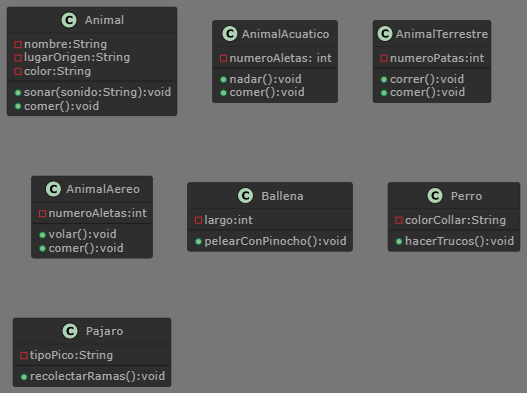 C Animal
nombre:String
lugarOrigen:String
color:String
sonar(sonido:String):void
comer():void
C AnimalAcuatico
numeroAletas: int
nadar():void
comer():void
C AnimalTerrestre
numeroPatas:int
correr():void
comer():void
C AnimalAereo
numeroAletas:int
volar():void
comer():void
C Ballena
largo:int
pelearConPinocho():void
C Perro
colorCollar:String
hacerTrucos():void
C Pajaro
tipoPico:String
recolectarRamas():void